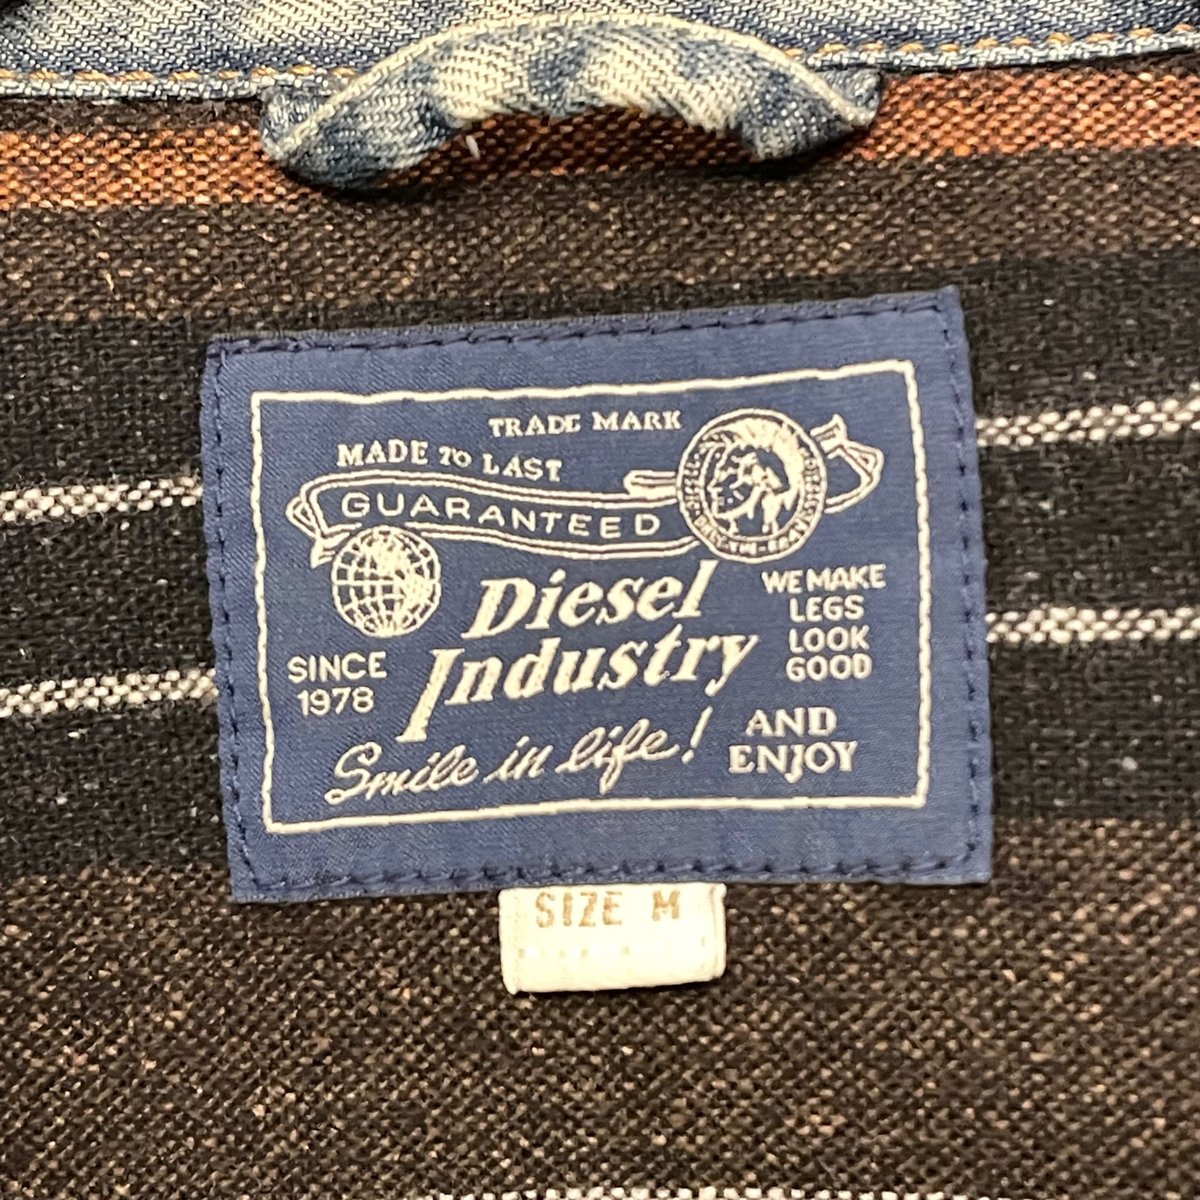 TRADE MARK
MADE TO LAST
GUARANTEED
Diesel
Industry
SINCE
1978
WE MAKE
LEGS
LOOK
GOOD
Smile in life!
AND
ENJOY
SIZE M